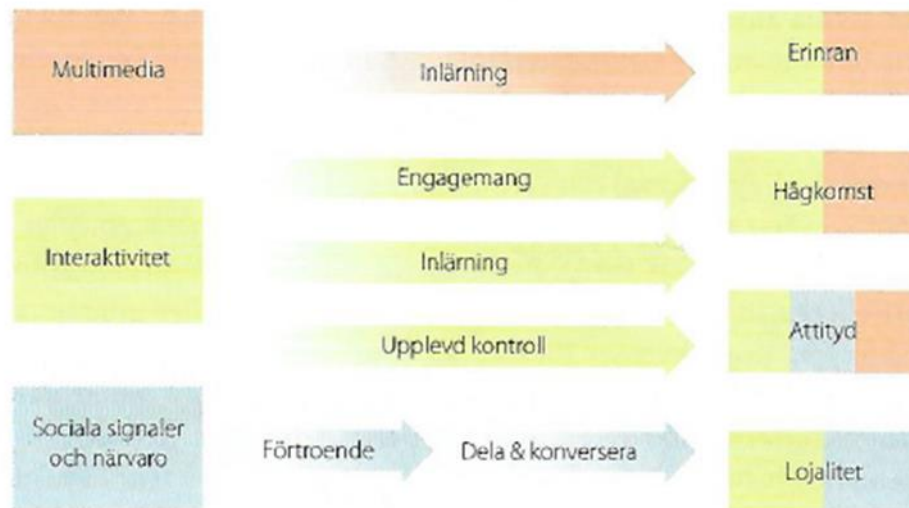 Multimedia
Inlärning
Erinran
Engagemang
Hågkomst
Interaktivitet
Inlärning
Upplevd kontroll
Attityd
Sociala signaler
och närvaro
Förtroende
Dela & konversera
Lojalitet